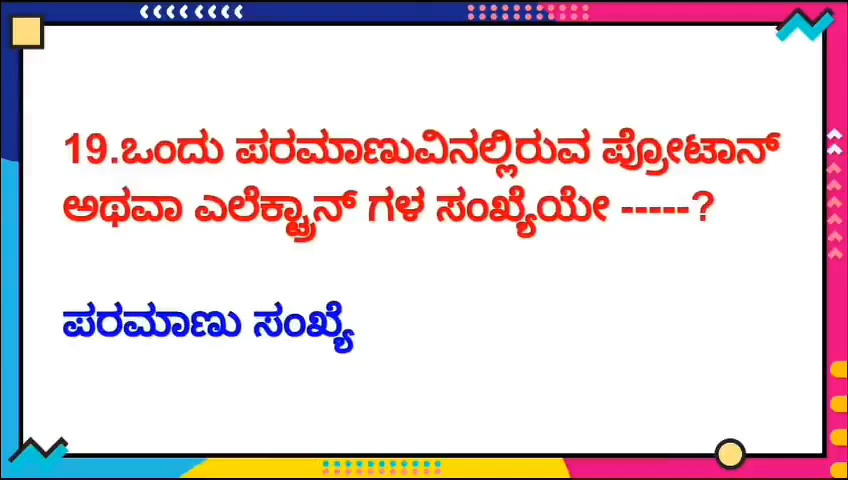 19.ಒಂದು ಪರಮಾಣುವಿನಲ್ಲಿರುವ ಪ್ರೋಟಾನ್
ಅಥವಾ ಎಲೆಕ್ಟ್ರಾನ್ ಗಳ ಸಂಖ್ಯೆಯೇ -----?
ಪರಮಾಣು ಸಂಖ್ಯೆ